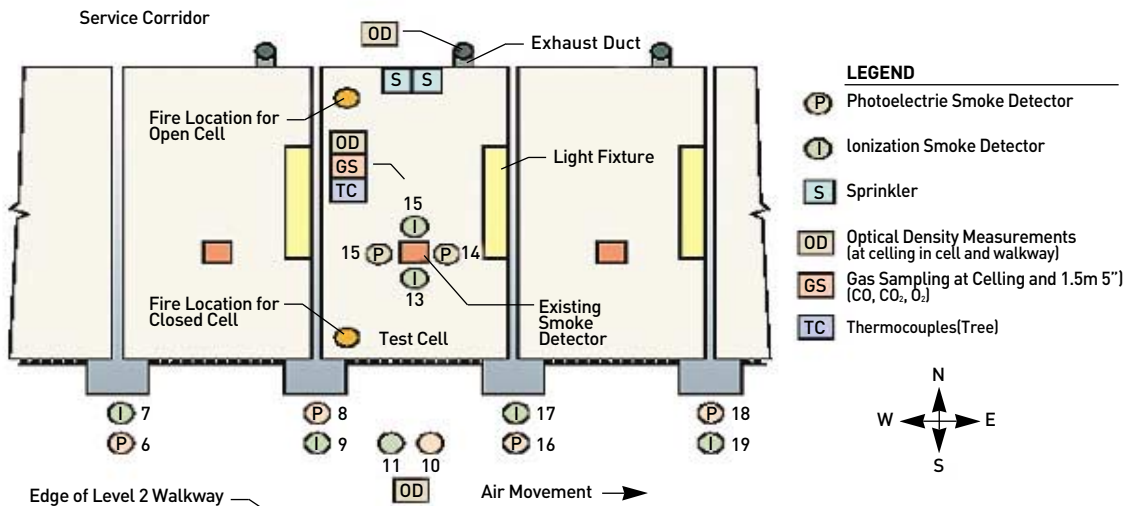 Service Corridor
OD
Exhaust Duct
S S
Fire Location for
Open Cell
OD
GS
TC
Light Fixture
15
I
15 P P 14
I
13
Existing
Smoke
Detector
Fire Location for
Closed Cell
Test Cell
I 7
P 8
I 17
P 18
P 6
I 9
11 10
P 16
I 19
OD
Edge of Level 2 Walkway
Air Movement
LEGEND
P Photoelectrie Smoke Detector
I Ionization Smoke Detector
S Sprinkler
OD Optical Density Measurements
(at celling in cell and walkway)
GS Gas Sampling at Celling and 1.5m 5”)
(CO, CO₂, O₂)
TC Thermocouples(Tree)
N
W E
S